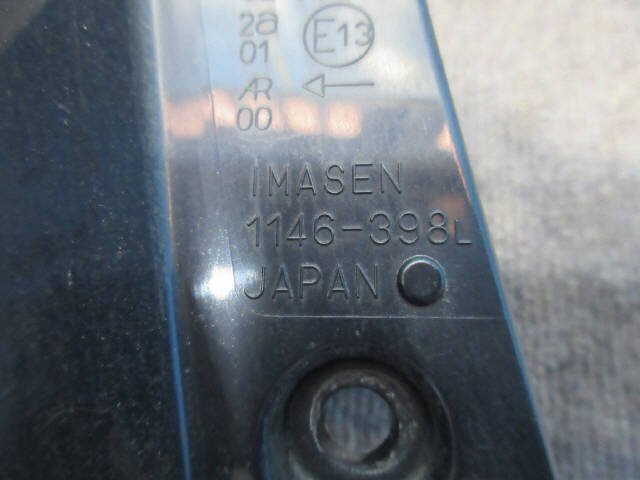 2a
01
E13
AR
00
IMASEN
1146-398L
JAPAN